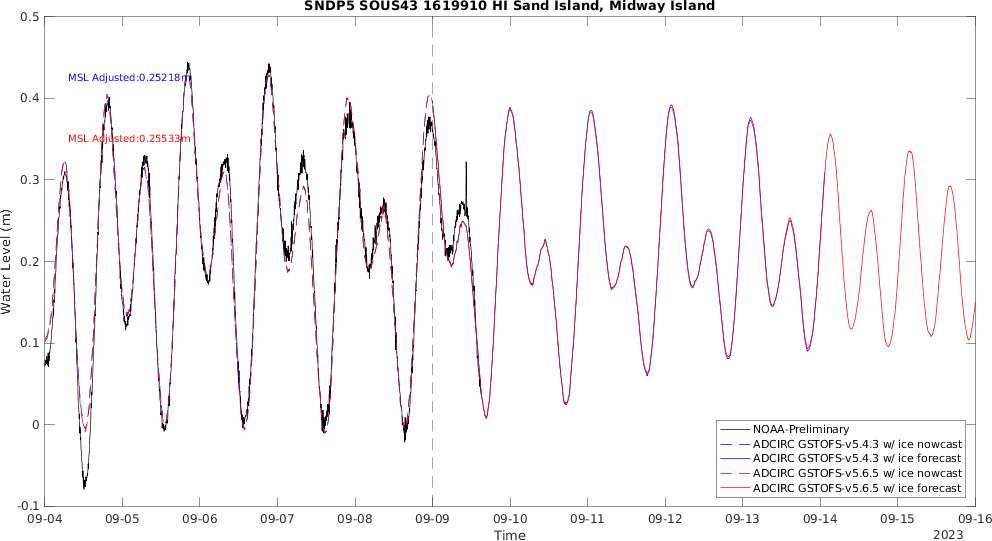 SNDP5 SOUS43 1619910 HI Sand Island, Midway Island
0.5
0.4
0.3
0.2
0.1
0
-0.1
Water Level (m)
MSL Adjusted:0.25218m
MSL Adjusted:0.25533m
NOAA-Preliminary
ADCIRC GSTOFS-v5.4.3 w/ ice nowcast
ADCIRC GSTOFS-v5.4.3 w/ ice forecast
ADCIRC GSTOFS-v5.6.5 w/ ice nowcast
ADCIRC GSTOFS-v5.6.5 w/ ice forecast
09-04 09-05 09-06 09-07 09-08 09-09 09-10 09-11 09-12 09-13 09-14 09-15 09-16
Time
2023